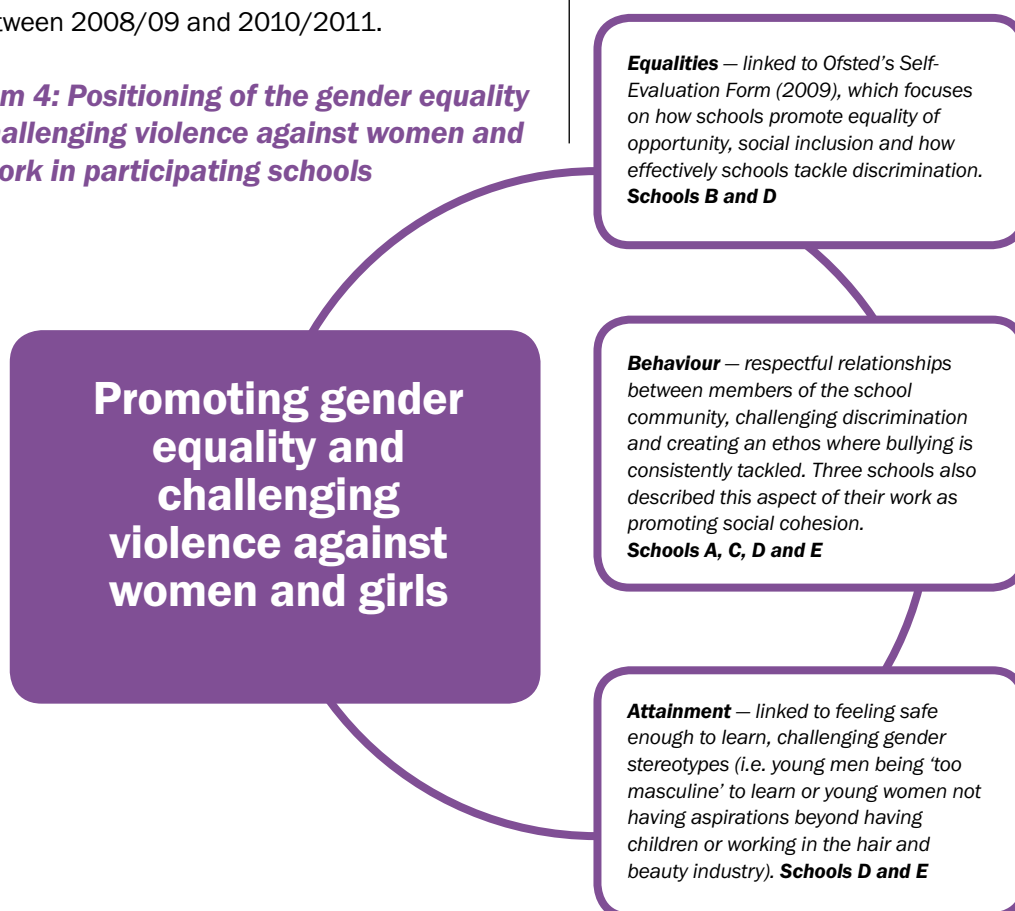 between 2008/09 and 2010/2011.
m 4: Positioning of the gender equality
hallenging violence against women and
ork in participating schools
Equalities — linked to Ofsted’s Self-
Evaluation Form (2009), which focuses
on how schools promote equality of
opportunity, social inclusion and how
effectively schools tackle discrimination.
Schools B and D
Promoting gender
equality and
challenging
violence against
women and girls
Behaviour — respectful relationships
between members of the school
community, challenging discrimination
and creating an ethos where bullying is
consistently tackled. Three schools also
described this aspect of their work as
promoting social cohesion.
Schools A, C, D and E
Attainment — linked to feeling safe
enough to learn, challenging gender
stereotypes (i.e. young men being ‘too
masculine’ to learn or young women not
having aspirations beyond having
children or working in the hair and
beauty industry). Schools D and E